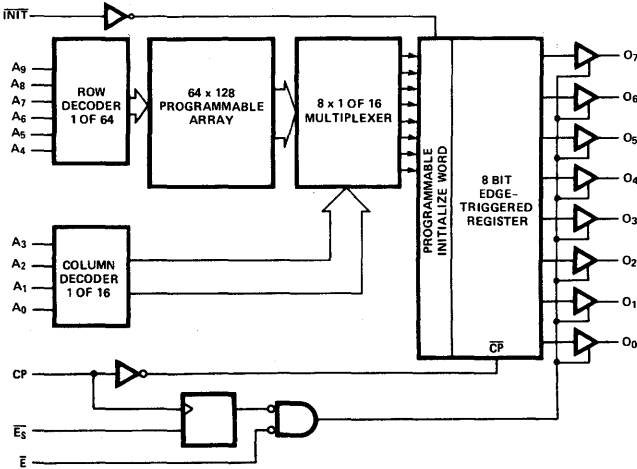 INIT
A9
A8
A7
A6
A5
A4
ROW
DECODER
1 OF 64
64 x 128
PROGRAMMABLE
ARRAY
8 x 1 OF 16
MULTIPLEXER
PROGRAMMABLE
INITIALIZE WORD
8 BIT
EDGE-
TRIGGERED
REGISTER
CP
O7
O6
O5
O4
O3
O2
O1
O0
A3
A2
A1
A0
COLUMN
DECODER
1 OF 16
CP
ES
E